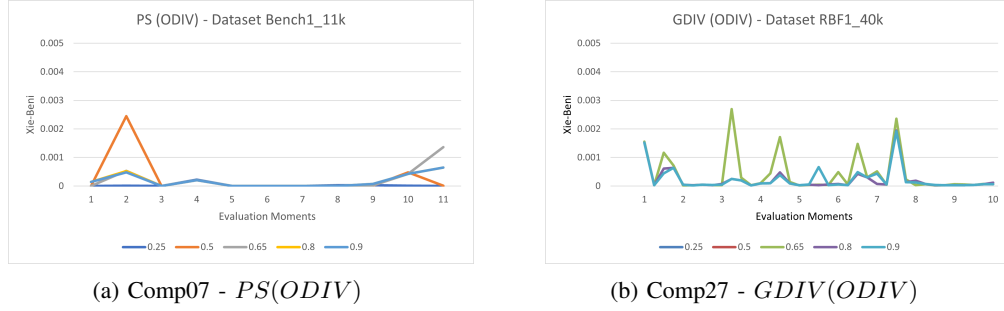 PS (ODIV) - Dataset Bench1_11k
0.005
0.004
0.003
0.002
0.001
0
Xie-Beni
1 2 3 4 5 6 7 8 9 10 11
Evaluation Moments
0.25 0.5 0.65 0.8 0.9
(a) Comp07 - PS(ODIV)
GDIV (ODIV) - Dataset RBF1_40k
0.005
0.004
0.003
0.002
0.001
0
Xie-Beni
1 2 3 4 5 6 7 8 9 10
Evaluation Moments
0.25 0.5 0.65 0.8 0.9
(b) Comp27 - GDIV(ODIV)